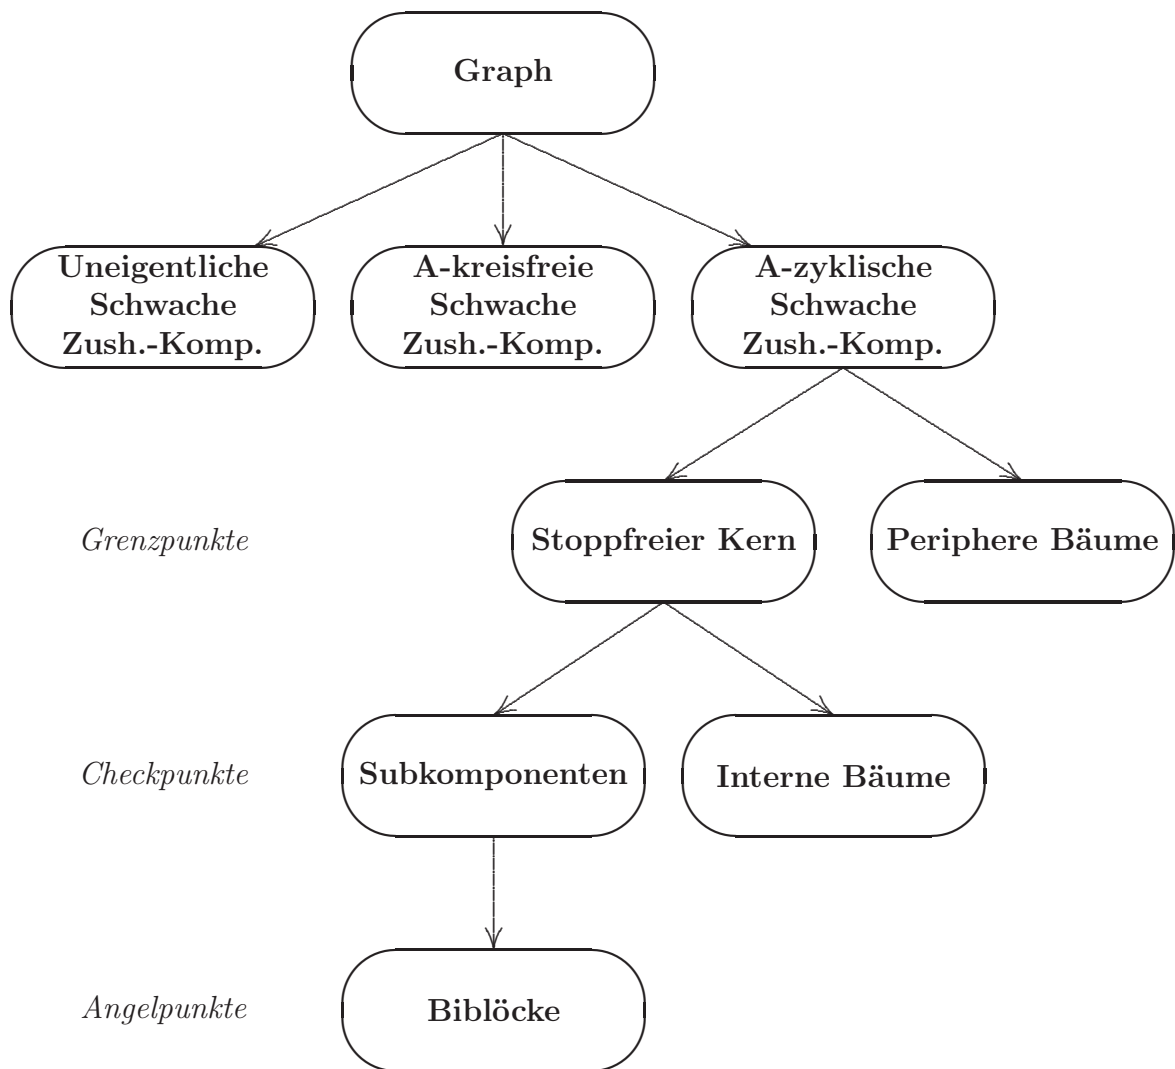 Graph
Uneigentliche
Schwache
Zush.-Komp.
A-kreisfreie
Schwache
Zush.-Komp.
A-zyklische
Schwache
Zush.-Komp.
Grenzpunkte
Stoppfreier Kern
Periphere Bäume
Checkpunkte
Subkomponenten
Interne Bäume
Angelpunkte
Biblöcke